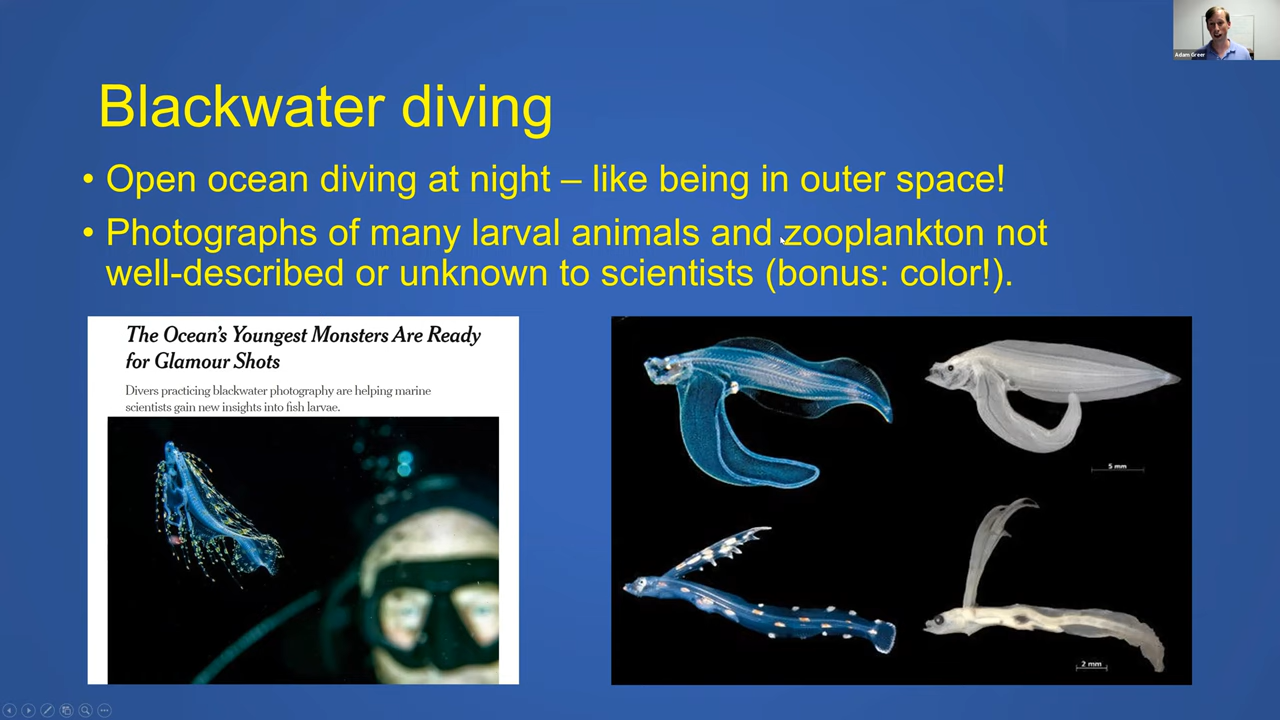 Adam Greer
Blackwater diving
• Open ocean diving at night – like being in outer space!
• Photographs of many larval animals and zooplankton not
well-described or unknown to scientists (bonus: color!).
The Ocean's Youngest Monsters Are Ready
for Glamour Shots
Divers practicing blackwater photography are helping marine
scientists gain new insights into fish larvae.
5 mm
2 mm